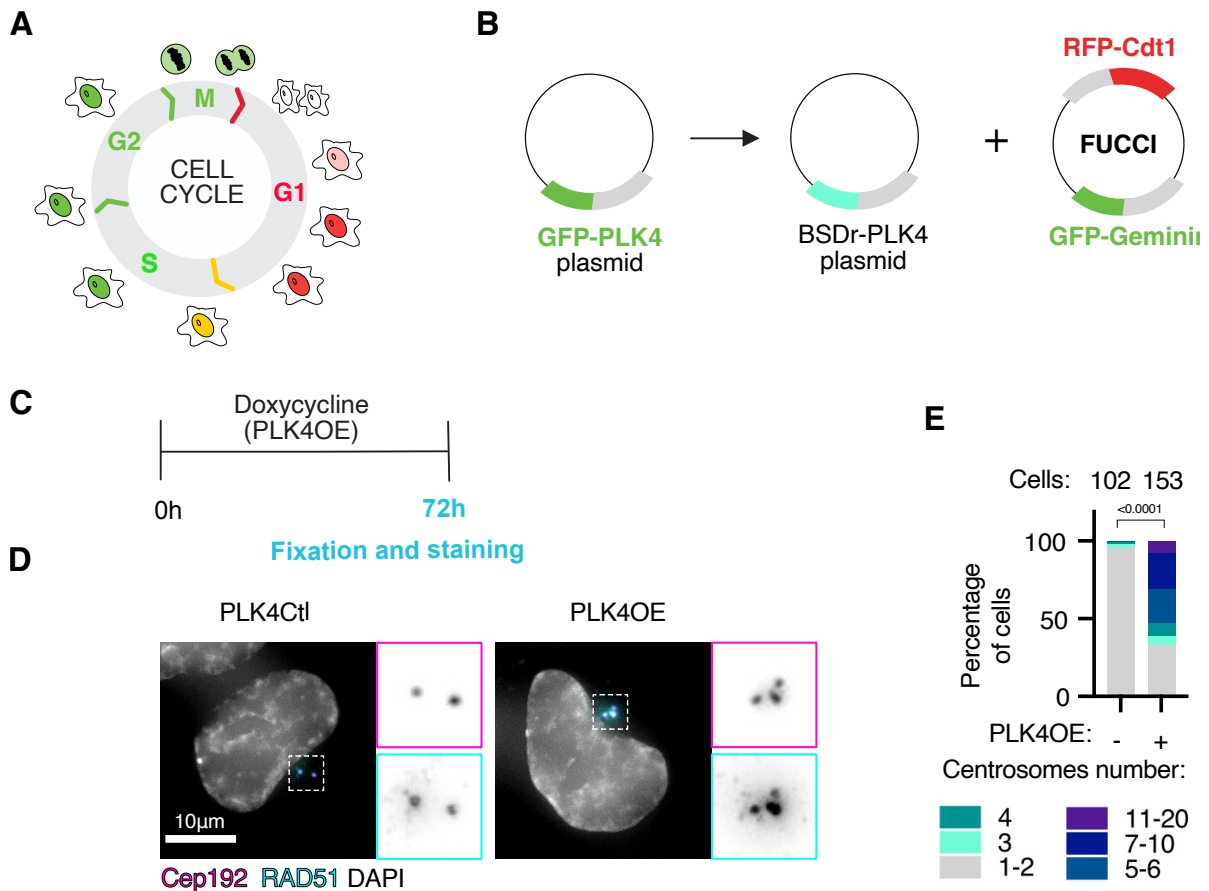 A
M
G2
CELL
CYCLE
G1
S
B
RFP-Cdt1
FUCCI
+
GFP-PLK4
plasmid
BSDr-PLK4
plasmid
GFP-Geminin
C
Doxycycline
(PLK4OE)
0h
72h
Fixation and staining
D
PLK4Ctl
PLK4OE
10µm
Cep192 RAD51 DAPI
E
Cells: 102 153
<0.0001
100
50
0
Percentage
of cells
PLK4OE: - +
Centrosomes number:
4
3
1-2
11-20
7-10
5-6